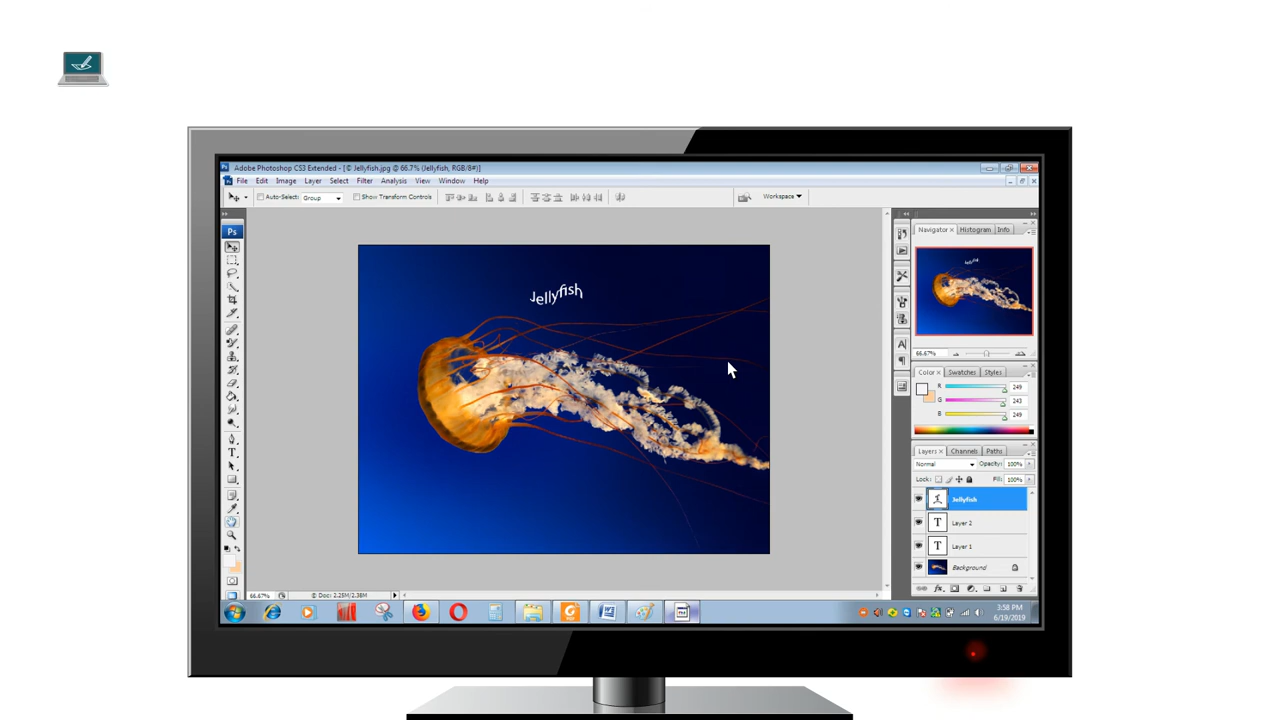 Adobe Photoshop CS3 Extended - [© Jellyfish.jpg @ 66.7% (Jellyfish, RGB/8#)]
File Edit Image Layer Select Filter Analysis View Window Help
Auto-Select: Group Show Transform Controls Workspace
Ps
Navigator Histogram Info
Jellyfish
66.67%
Color Swatches Styles
R 249
G 243
B 249
Layers Channels Paths
Normal Opacity: 100%
Lock: Fill: 100%
Jellyfish
T Layer 2
T Layer 1
Background
66.67% Doc: 2.25M/2.38M
3:58 PM
6/19/2019